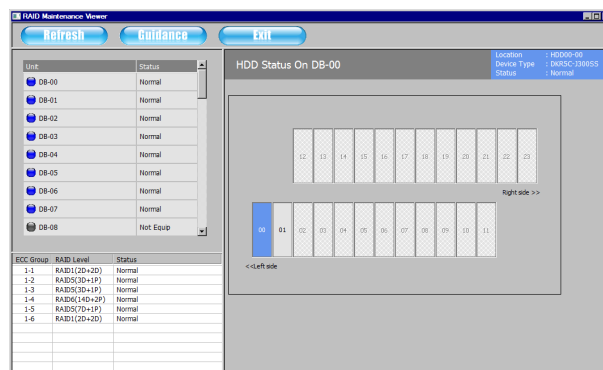 RAID Maintenance Viewer
Refresh Guidance Exit
Unit Status
DB-00 Normal
DB-01 Normal
DB-02 Normal
DB-03 Normal
DB-04 Normal
DB-05 Normal
DB-06 Normal
DB-07 Normal
DB-08 Not Equip
ECC Group RAID Level Status
1-1 RAID1(2D+2D) Normal
1-2 RAID5(3D+1P) Normal
1-3 RAID5(3D+1P) Normal
1-4 RAID6(14D+2P) Normal
1-5 RAID5(7D+1P) Normal
1-6 RAID1(2D+2D) Normal
HDD Status On DB-00
Location : HDD00-00
Device Type : DKR5C-J300SS
Status : Normal
12 13 14 15 16 17 18 19 20 21 22 23
Right side >>
00 01 02 03 04 05 06 07 08 09 10 11
<<Left side